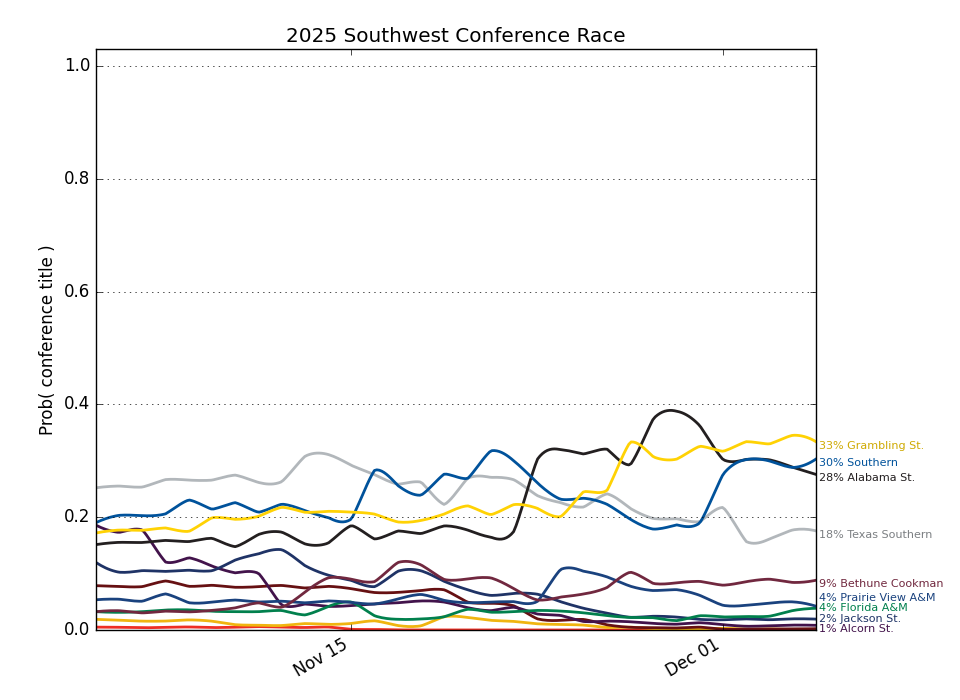 2025 Southwest Conference Race
1.0
0.8
0.6
0.4
0.2
0.0
Prob( conference title )
Nov 15
Dec 01
33% Grambling St.
30% Southern
28% Alabama St.
18% Texas Southern
9% Bethune Cookman
4% Prairie View A&M
4% Florida A&M
2% Jackson St.
1% Alcorn St.